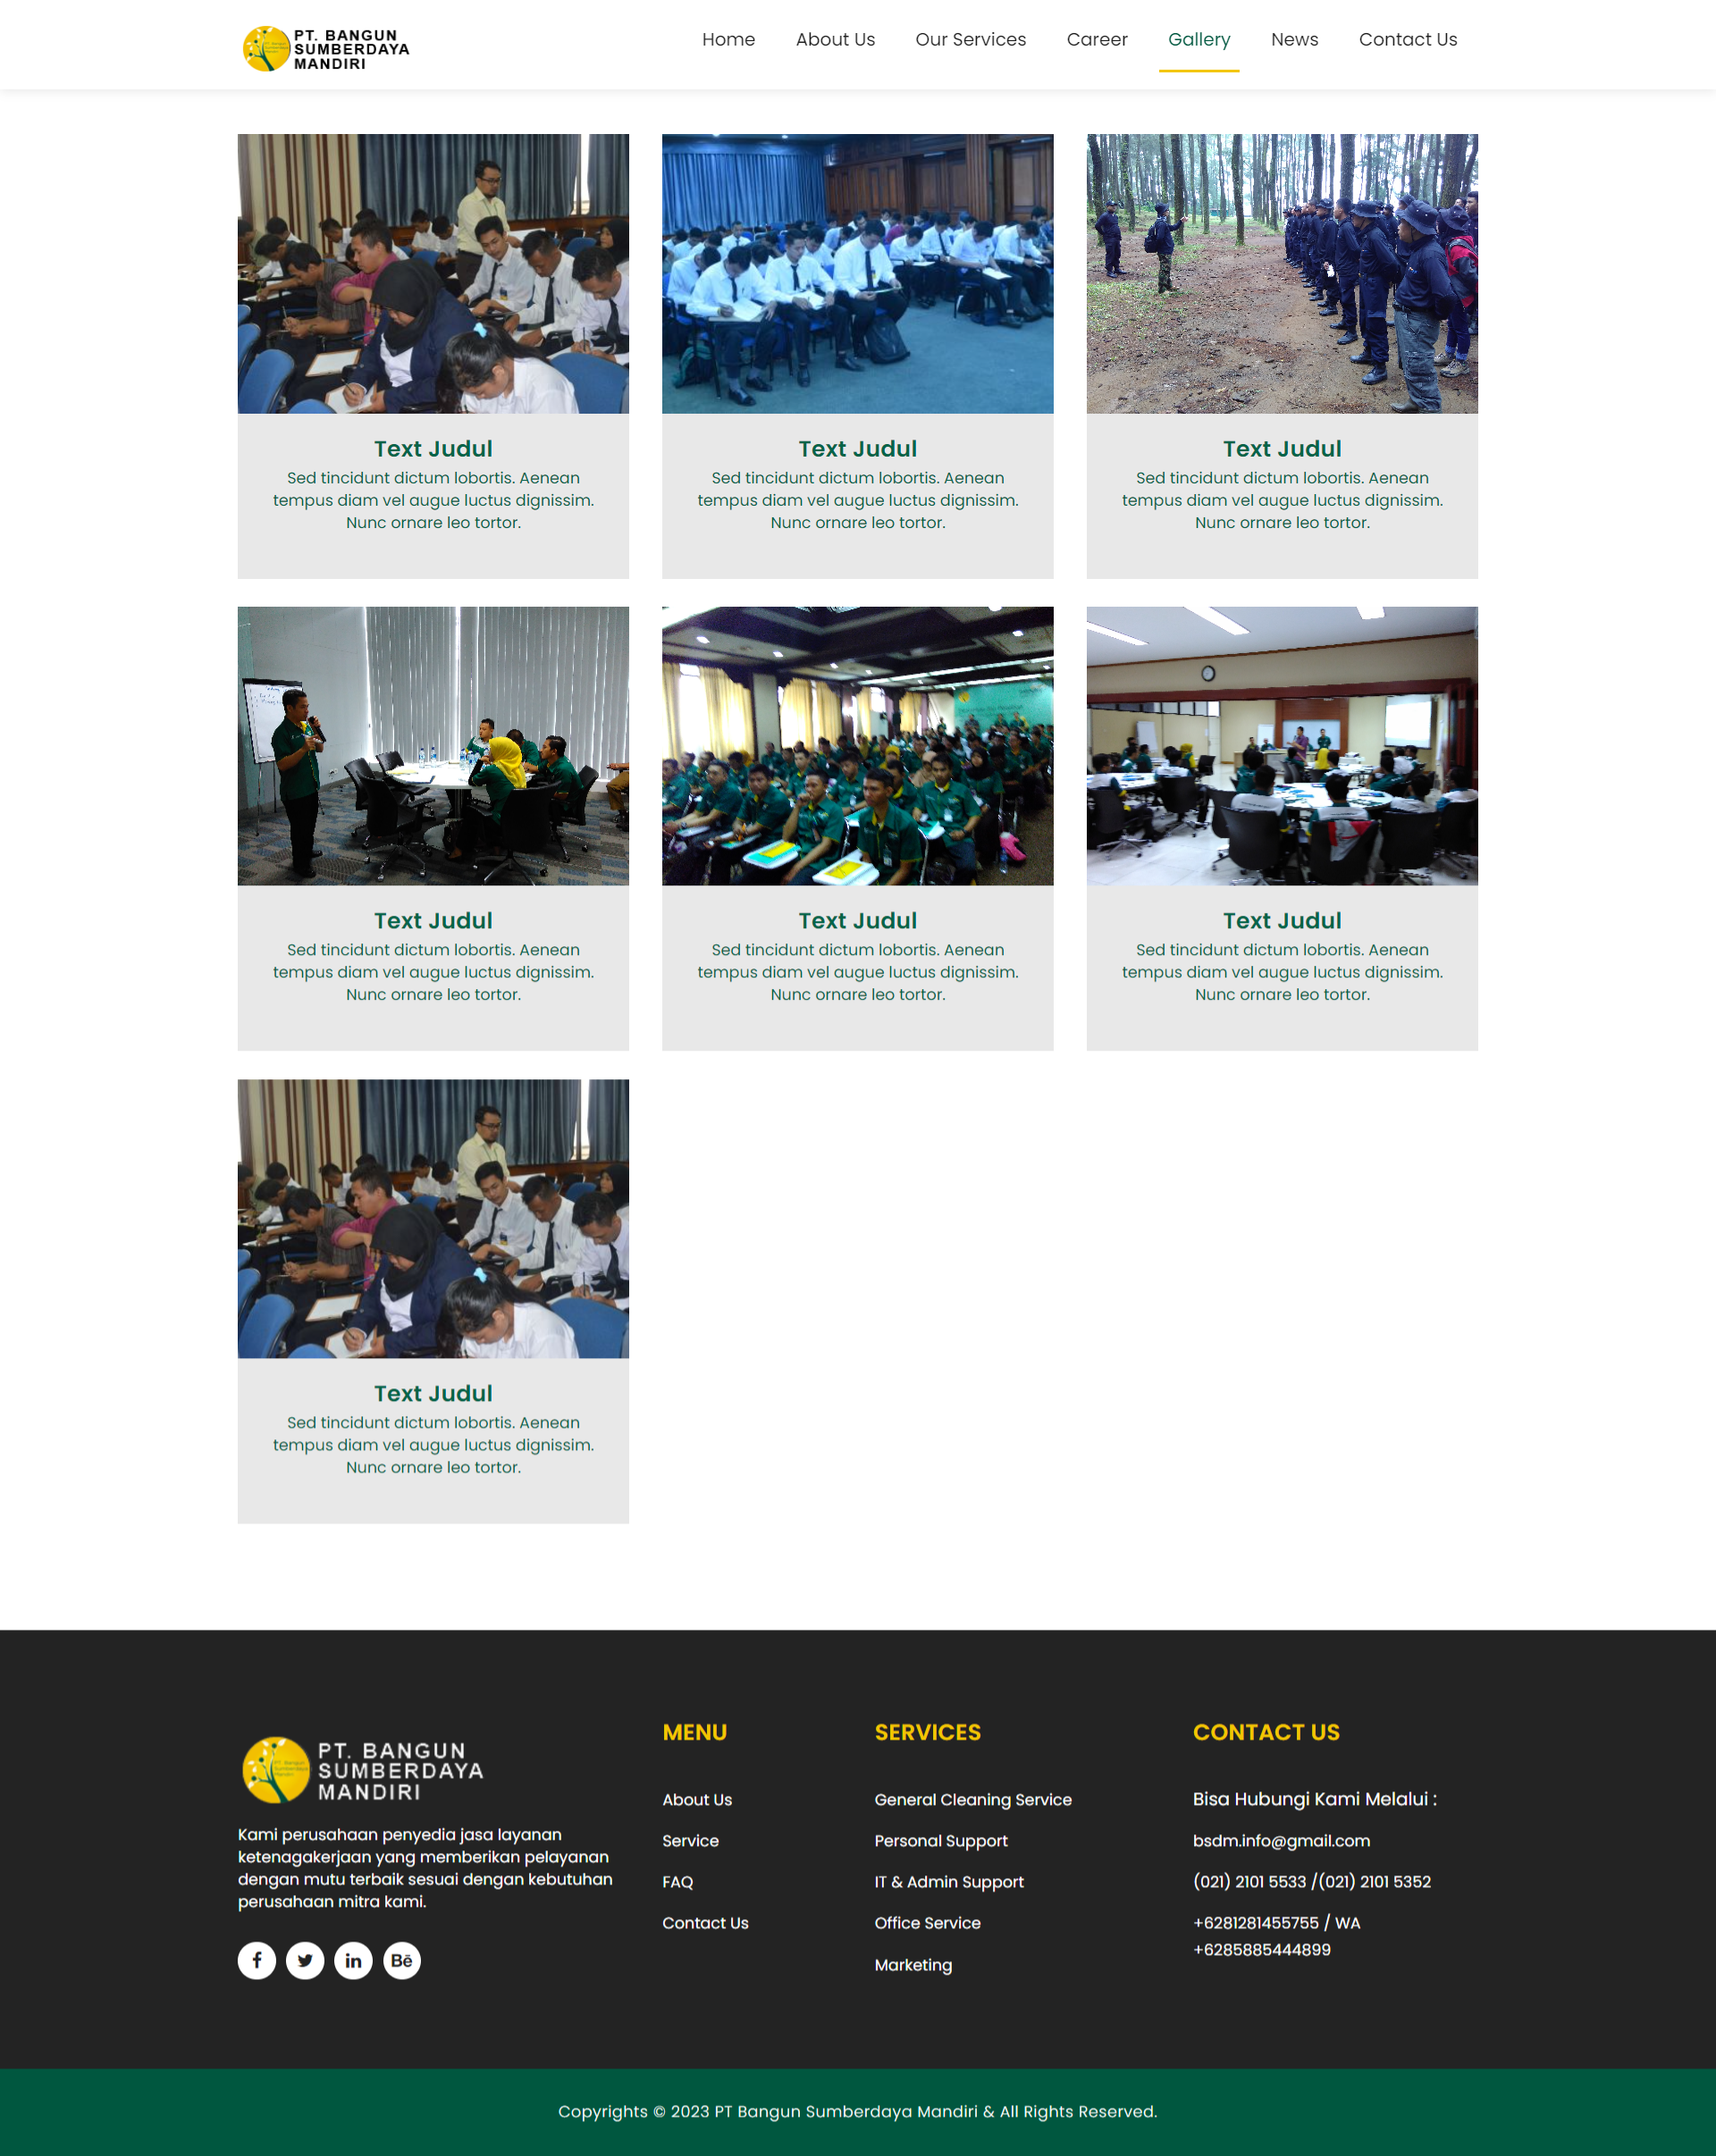 PT. BANGUN
SUMBERDAYA
MANDIRI
Home About Us Our Services Career Gallery News Contact Us
Text Judul
Sed tincidunt dictum lobortis. Aenean
tempus diam vel augue luctus dignissim.
Nunc ornare leo tortor.
Text Judul
Sed tincidunt dictum lobortis. Aenean
tempus diam vel augue luctus dignissim.
Nunc ornare leo tortor.
Text Judul
Sed tincidunt dictum lobortis. Aenean
tempus diam vel augue luctus dignissim.
Nunc ornare leo tortor.
Text Judul
Sed tincidunt dictum lobortis. Aenean
tempus diam vel augue luctus dignissim.
Nunc ornare leo tortor.
Text Judul
Sed tincidunt dictum lobortis. Aenean
tempus diam vel augue luctus dignissim.
Nunc ornare leo tortor.
Text Judul
Sed tincidunt dictum lobortis. Aenean
tempus diam vel augue luctus dignissim.
Nunc ornare leo tortor.
Text Judul
Sed tincidunt dictum lobortis. Aenean
tempus diam vel augue luctus dignissim.
Nunc ornare leo tortor.
PT. BANGUN
SUMBERDAYA
MANDIRI
Kami perusahaan penyedia jasa layanan
ketenagakerjaan yang memberikan pelayanan
dengan mutu terbaik sesuai dengan kebutuhan
perusahaan mitra kami.
MENU
About Us
Service
FAQ
Contact Us
SERVICES
General Cleaning Service
Personal Support
IT & Admin Support
Office Service
Marketing
CONTACT US
Bisa Hubungi Kami Melalui :
bsdm.info@gmail.com
(021) 2101 5533 /(021) 2101 5352
+6281281455755 / WA
+6285885444899
Copyrights © 2023 PT Bangun Sumberdaya Mandiri & All Rights Reserved.